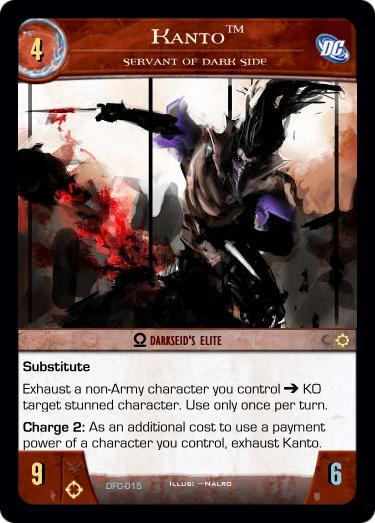 4
KANTO™
DC
SERVANT OF DARK SIDE
DARKSEID'S ELITE
Substitute
Exhaust a non-Army character you control ➔ KO
target stunned character. Use only once per turn.
Charge 2: As an additional cost to use a payment
power of a character you control, exhaust Kanto.
9
DFC-015
ILLUS: —NALRO
6